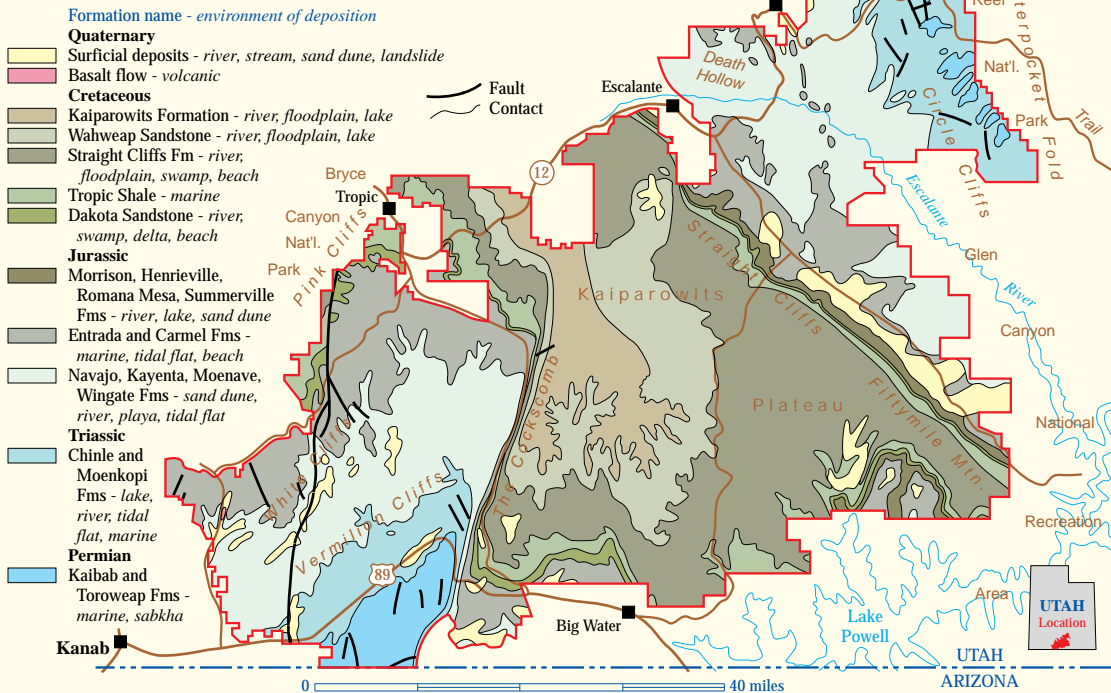 Formation name - environment of deposition
Quaternary
Surficial deposits - river, stream, sand dune, landslide
Basalt flow - volcanic
Cretaceous
Kaiparowits Formation - river, floodplain, lake
Wahweap Sandstone - river, floodplain, lake
Straight Cliffs Fm - river,
floodplain, swamp, beach
Tropic Shale - marine
Dakota Sandstone - river,
swamp, delta, beach
Jurassic
Morrison, Henrieville,
Romana Mesa, Summerville
Fms - river, lake, sand dune
Entrada and Carmel Fms -
marine, tidal flat, beach
Navajo, Kayenta, Moenave,
Wingate Fms - sand dune,
river, playa, tidal flat
Triassic
Chinle and
Moenkopi
Fms - lake,
river, tidal
flat, marine
Permian
Kaibab and
Toroweap Fms -
marine, sabkha
Fault
Contact
Escalante
Death
Hollow
Reef
Nat'l.
Park
Waterpocket Fold
Trail
Circle Cliffs
12
Bryce
Tropic
Canyon
Nat'l.
Park
Pink Cliffs
Escalante
River
Glen
Canyon
National
Recreation
Area
Straight Cliffs
Kaiparowits
Plateau
Fiftymile Mtn.
The Cockscomb
White Cliffs
Vermilion Cliffs
89
Kanab
Big Water
Lake
Powell
UTAH
Location
UTAH
ARIZONA
0
40 miles